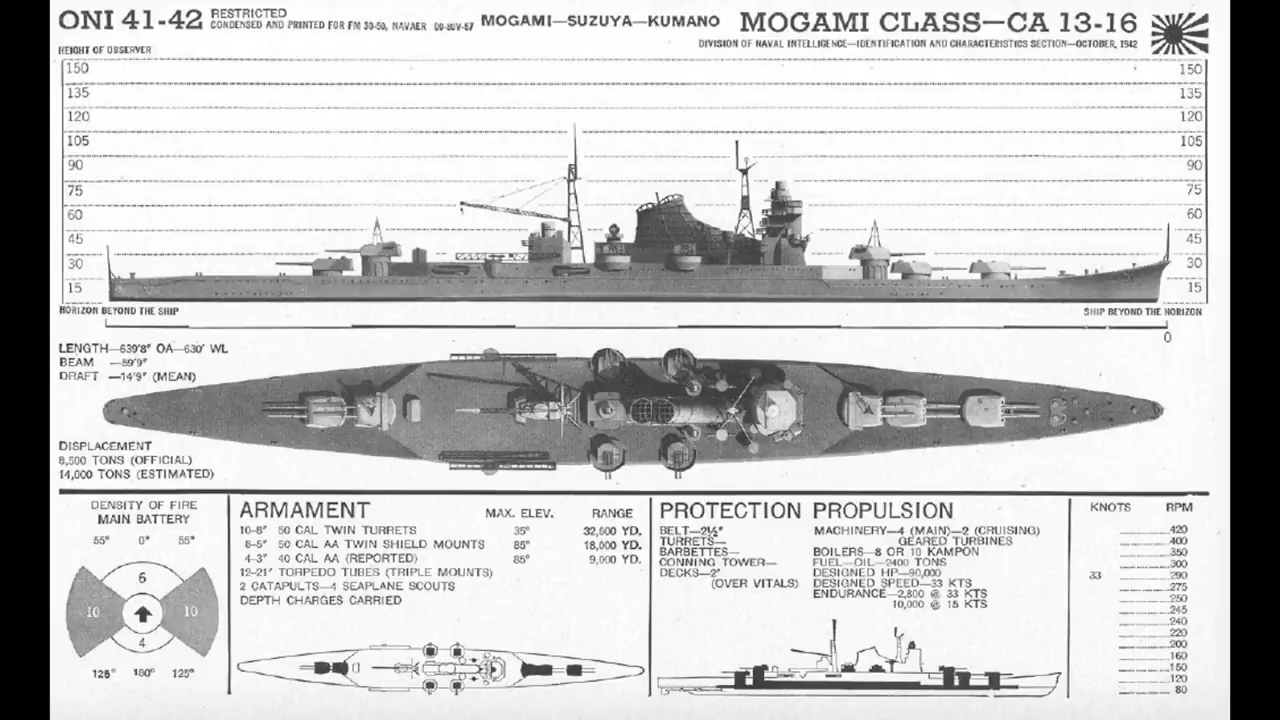 ONI 41-42 RESTRICTED
CONDENSED AND PRINTED FOR FM 30-50, NAVAER 00-80V-57
MOGAMI—SUZUYA—KUMANO
MOGAMI CLASS—CA 13-16
DIVISION OF NAVAL INTELLIGENCE—IDENTIFICATION AND CHARACTERISTICS SECTION—OCTOBER, 1942
HEIGHT OF OBSERVER
150 150
135 135
120 120
105 105
90 90
75 75
60 60
45 45
30 30
15 15
HORIZON BEYOND THE SHIP
SHIP BEYOND THE HORIZON
0
LENGTH—639'8" OA—630' WL
BEAM —59'9"
DRAFT —14'9" (MEAN)
DISPLACEMENT
8,500 TONS (OFFICIAL)
14,000 TONS (ESTIMATED)
DENSITY OF FIRE
MAIN BATTERY
55° 0° 55°
6
10 10
4
125° 180° 125°
ARMAMENT MAX. ELEV. RANGE
10-8" 50 CAL TWIN TURRETS 35° 32,600 YD.
8-5" 50 CAL AA TWIN SHIELD MOUNTS 85° 18,000 YD.
4-3" 40 CAL AA (REPORTED) 85° 9,000 YD.
12-21" TORPEDO TUBES (TRIPLE MOUNTS)
2 CATAPULTS—4 SEAPLANE SCOUTS
DEPTH CHARGES CARRIED
PROTECTION
BELT—2½"
TURRETS—
BARBETTES—
CONNING TOWER—
DECKS—2"
(OVER VITALS)
PROPULSION
MACHINERY—4 (MAIN)—2 (CRUISING)
GEARED TURBINES
BOILERS—8 OR 10 KAMPON
FUEL—OIL—2400 TONS
DESIGNED HP—90,000
DESIGNED SPEED—33 KTS
ENDURANCE—2,800 @ 33 KTS
10,000 @ 15 KTS
KNOTS RPM
420
400
350
300
33 290
275
250
245
240
220
200
160
150
120
80